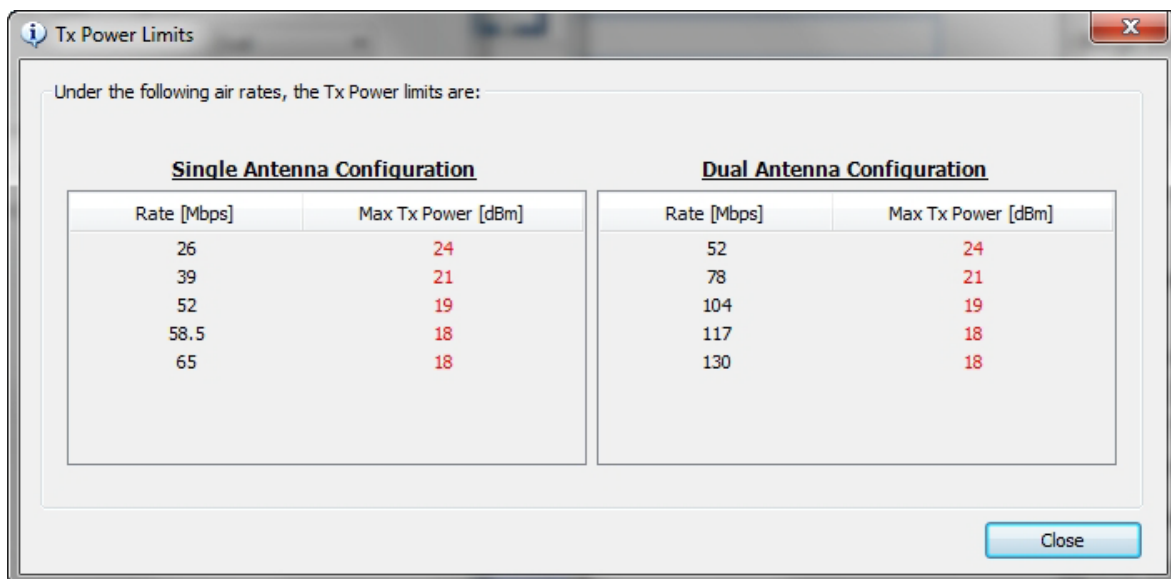 Tx Power Limits
X
Under the following air rates, the Tx Power limits are:
Single Antenna Configuration Dual Antenna Configuration
Rate [Mbps] Max Tx Power [dBm] Rate [Mbps] Max Tx Power [dBm]
26 24 52 24
39 21 78 21
52 19 104 19
58.5 18 117 18
65 18 130 18
Close